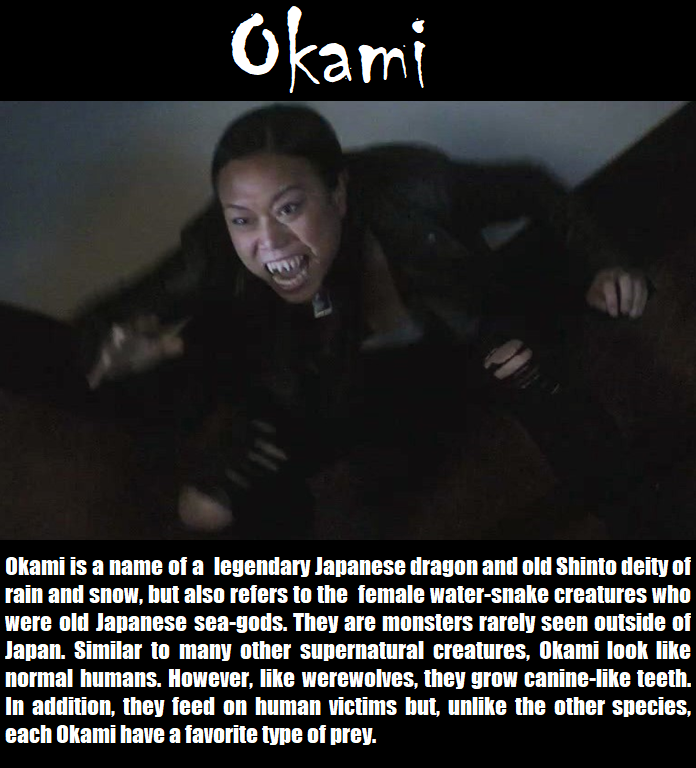 Okami
Okami is a name of a  legendary Japanese dragon and old Shinto deity of
rain and snow, but also refers to the  female water-snake creatures who
were old Japanese sea-gods. They are monsters rarely seen outside of
Japan. Similar to many other supernatural creatures, Okami look like
normal humans. However, like werewolves, they grow canine-like teeth.
In addition, they feed on human victims but, unlike the other species,
each Okami have a favorite type of prey.